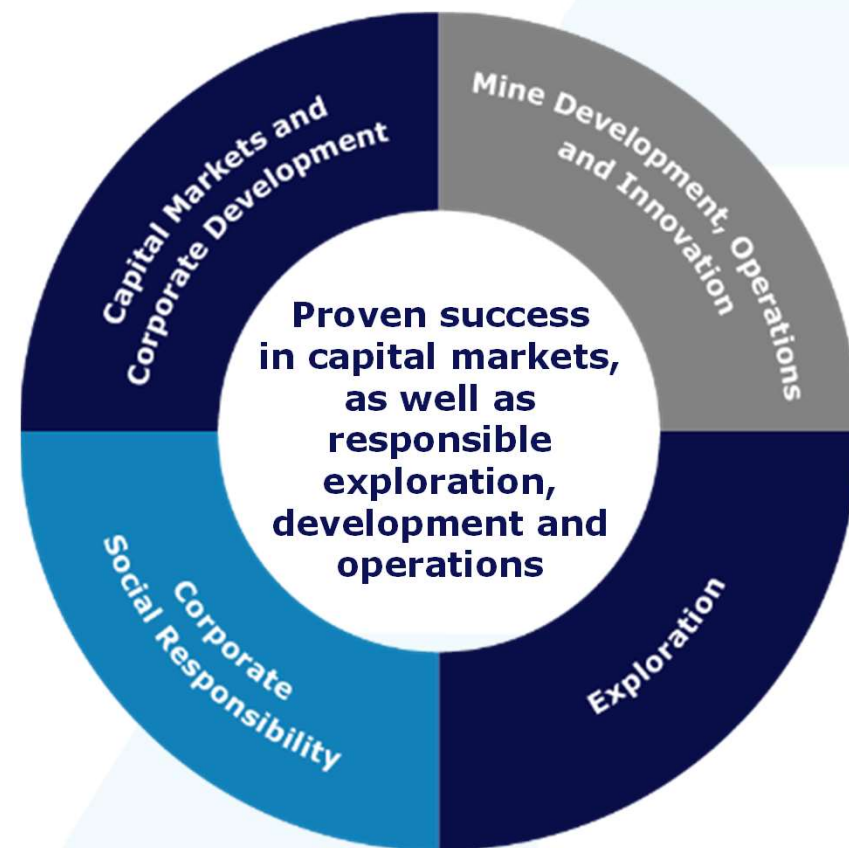 Capital Markets and
Corporate Development
Mine Development, Operations
and Innovation
Proven success
in capital markets,
as well as
responsible
exploration,
development and
operations
Corporate
Social Responsibility
Exploration